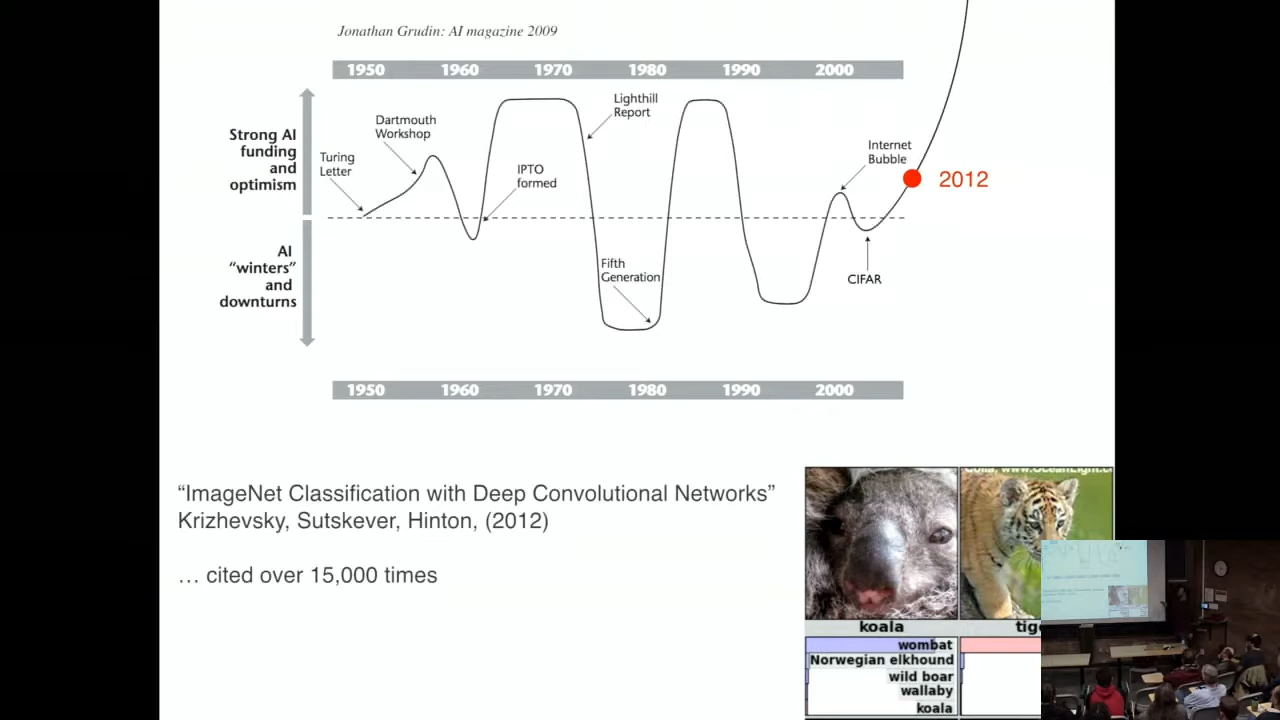 Jonathan Grudin: AI magazine 2009
1950 1960 1970 1980 1990 2000
Strong AI
funding
and
optimism
Turing
Letter
Dartmouth
Workshop
IPTO
formed
Lighthill
Report
Internet
Bubble
2012
AI
“winters”
and
downturns
Fifth
Generation
CIFAR
1950 1960 1970 1980 1990 2000
“ImageNet Classification with Deep Convolutional Networks”
Krizhevsky, Sutskever, Hinton, (2012)
… cited over 15,000 times
koala
wombat
Norwegian elkhound
wild boar
wallaby
koala
tig